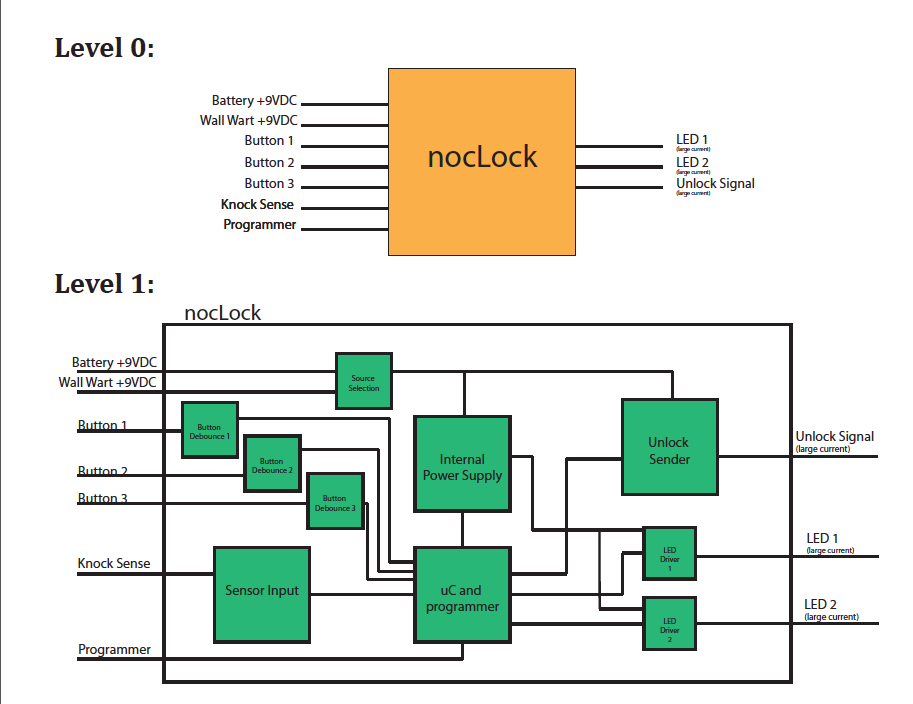 Level 0:
Battery +9VDC
Wall Wart +9VDC
Button 1
Button 2
Button 3
Knock Sense
Programmer
nocLock
LED 1
(large current)
LED 2
(large current)
Unlock Signal
(large current)
Level 1:
nocLock
Battery +9VDC
Wall Wart +9VDC
Button 1
Button 2
Button 3
Knock Sense
Programmer
Source
Selection
Button
Debounce 1
Button
Debounce 2
Button
Debounce 3
Sensor Input
Internal
Power Supply
uC and
programmer
Unlock
Sender
LED
Driver
1
LED
Driver
2
Unlock Signal
(large current)
LED 1
(large current)
LED 2
(large current)